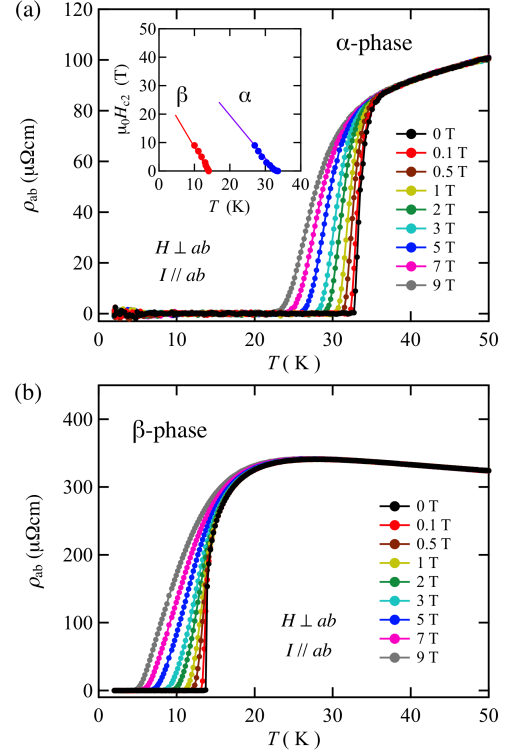 (a)
120
100
80
60
40
20
0
ρab (μΩcm)
α-phase
50
40
30
20
10
0
μ0Hc2 (T)
β
α
0 10 20 30 40
T (K)
0 T
0.1 T
0.5 T
1 T
2 T
3 T
5 T
7 T
9 T
H ⊥ ab
I // ab
0 10 20 30 40 50
T ( K)
(b)
400
300
200
100
0
ρab (μΩcm)
β-phase
0 T
0.1 T
0.5 T
1 T
2 T
3 T
5 T
7 T
9 T
H ⊥ ab
I // ab
0 10 20 30 40 50
T ( K)